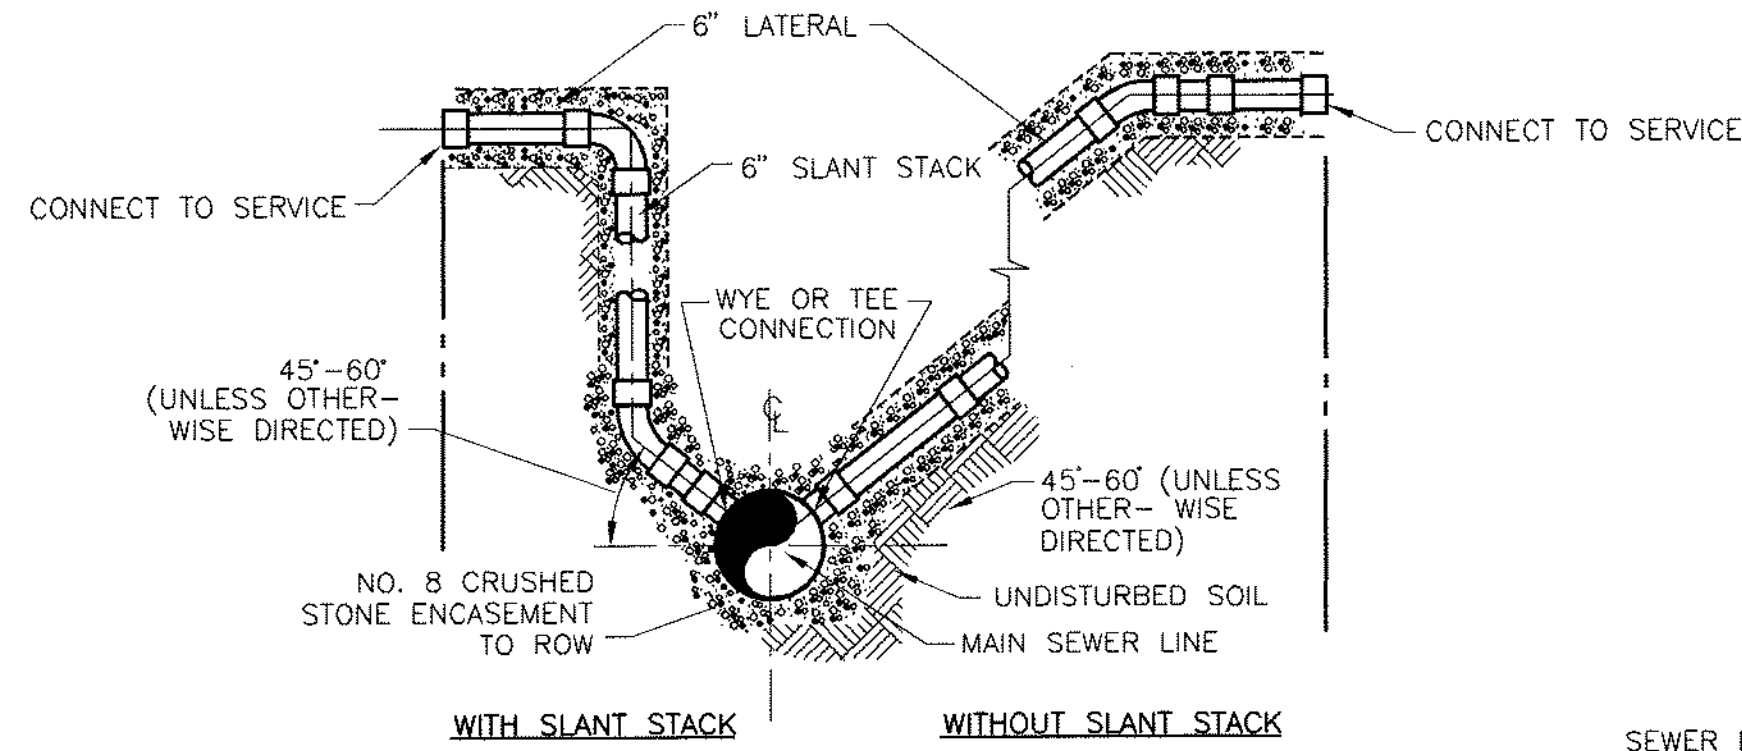 6" LATERAL
CONNECT TO SERVICE
6" SLANT STACK
CONNECT TO SERVICE
WYE OR TEE
CONNECTION
45°-60°
(UNLESS OTHER-
WISE DIRECTED)
℄
45°-60° (UNLESS
OTHER- WISE
DIRECTED)
NO. 8 CRUSHED
STONE ENCASEMENT
TO ROW
UNDISTURBED SOIL
MAIN SEWER LINE
WITH SLANT STACK
WITHOUT SLANT STACK
SEWER